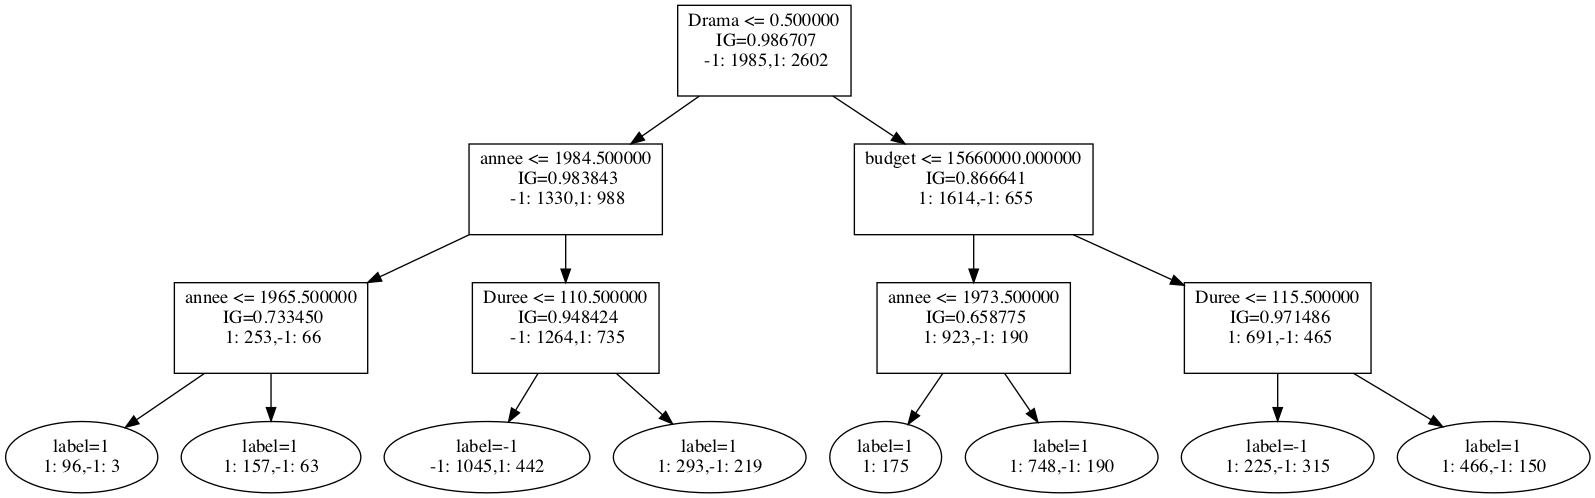 Drama <= 0.500000
IG=0.986707
-1: 1985,1: 2602
annee <= 1984.500000
IG=0.983843
-1: 1330,1: 988
budget <= 15660000.000000
IG=0.866641
1: 1614,-1: 655
annee <= 1965.500000
IG=0.733450
1: 253,-1: 66
Duree <= 110.500000
IG=0.948424
-1: 1264,1: 735
annee <= 1973.500000
IG=0.658775
1: 923,-1: 190
Duree <= 115.500000
IG=0.971486
1: 691,-1: 465
label=1
1: 96,-1: 3
label=1
1: 157,-1: 63
label=-1
-1: 1045,1: 442
label=1
1: 293,-1: 219
label=1
1: 175
label=1
1: 748,-1: 190
label=-1
1: 225,-1: 315
label=1
1: 466,-1: 150